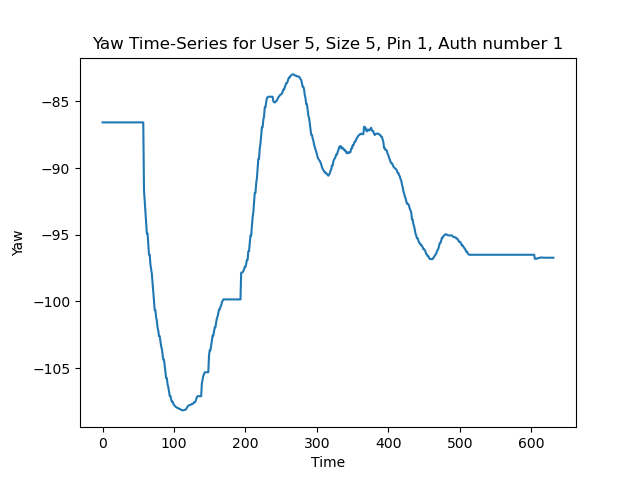 Yaw Time-Series for User 5, Size 5, Pin 1, Auth number 1
−85
−90
−95
−100
−105
Yaw
0 100 200 300 400 500 600
Time